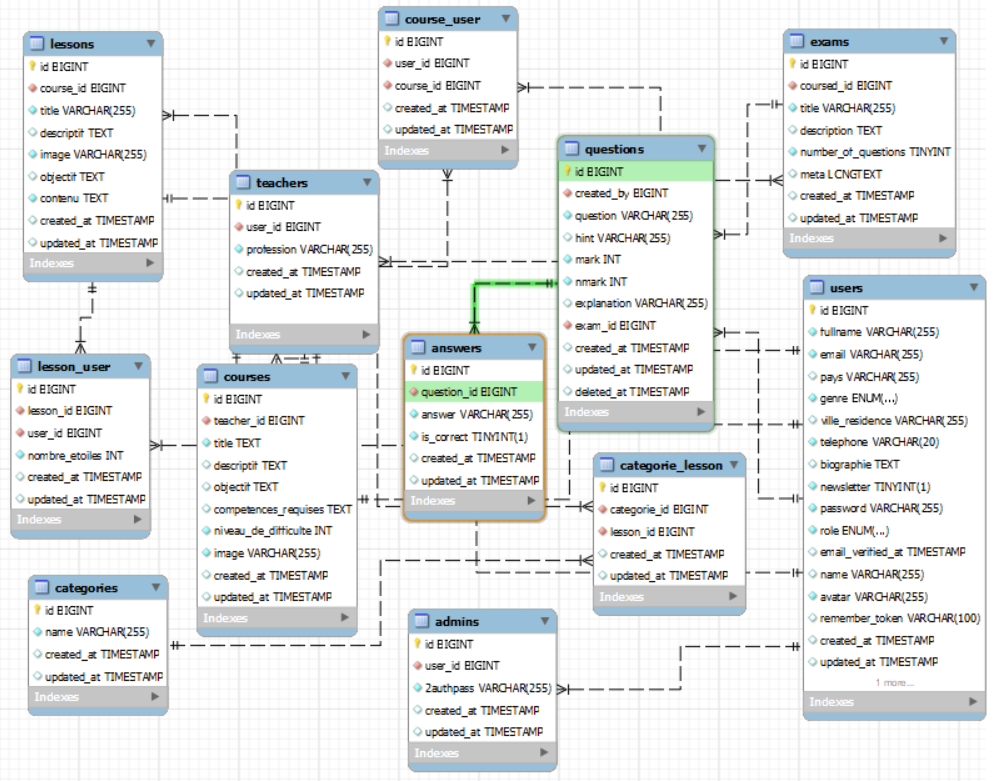 course_user
id BIGINT
user_id BIGINT
course_id BIGINT
created_at TIMESTAMP
updated_at TIMESTAMP
Indexes
lessons
id BIGINT
course_id BIGINT
title VARCHAR(255)
descriptif TEXT
image VARCHAR(255)
objectif TEXT
contenu TEXT
created_at TIMESTAMP
updated_at TIMESTAMP
Indexes
exams
id BIGINT
coursed_id BIGINT
title VARCHAR(255)
description TEXT
number_of_questions TINYINT
meta LCNGTEXT
created_at TIMESTAMP
updated_at TIMESTAMP
Indexes
questions
id BIGINT
created_by BIGINT
question VARCHAR(255)
hint VARCHAR(255)
mark INT
nmark INT
explanation VARCHAR(255)
exam_id BIGINT
created_at TIMESTAMP
updated_at TIMESTAMP
deleted_at TIMESTAMP
Indexes
teachers
id BIGINT
user_id BIGINT
profession VARCHAR(255)
created_at TIMESTAMP
updated_at TIMESTAMP
Indexes
users
id BIGINT
fullname VARCHAR(255)
email VARCHAR(255)
pays VARCHAR(255)
genre ENUM(...)
ville_residence VARCHAR(255)
telephone VARCHAR(20)
biographie TEXT
newsletter TINYINT(1)
password VARCHAR(255)
role ENUM(...)
email_verified_at TIMESTAMP
name VARCHAR(255)
avatar VARCHAR(255)
remember_token VARCHAR(100)
created_at TIMESTAMP
updated_at TIMESTAMP
1 more...
Indexes
answers
id BIGINT
question_id BIGINT
answer VARCHAR(255)
is_correct TINYINT(1)
created_at TIMESTAMP
updated_at TIMESTAMP
Indexes
lesson_user
id BIGINT
lesson_id BIGINT
user_id BIGINT
nombre_etoiles INT
created_at TIMESTAMP
updated_at TIMESTAMP
Indexes
courses
id BIGINT
teacher_id BIGINT
title TEXT
descriptif TEXT
objectif TEXT
competences_requises TEXT
niveau_de_difficulte INT
image VARCHAR(255)
created_at TIMESTAMP
updated_at TIMESTAMP
Indexes
categorie_lesson
id BIGINT
categorie_id BIGINT
lesson_id BIGINT
created_at TIMESTAMP
updated_at TIMESTAMP
Indexes
categories
id BIGINT
name VARCHAR(255)
created_at TIMESTAMP
updated_at TIMESTAMP
Indexes
admins
id BIGINT
user_id BIGINT
2authpass VARCHAR(255)
created_at TIMESTAMP
updated_at TIMESTAMP
Indexes